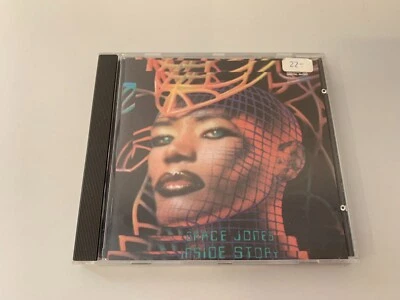 22-
GRACE JONES
INSIDE STORY